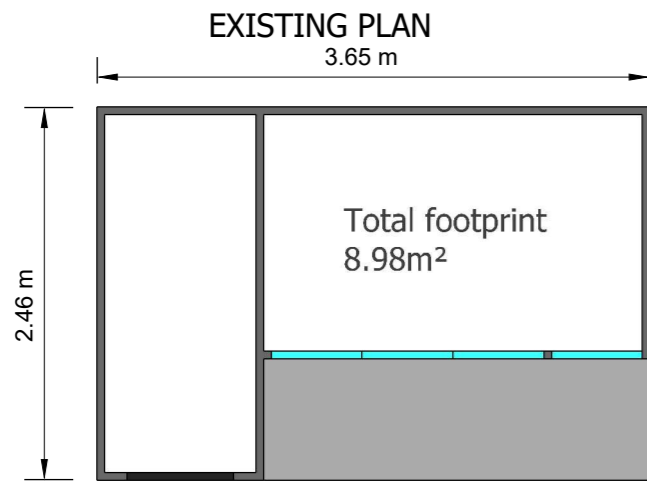 EXISTING PLAN
3.65 m
2.46 m
Total footprint
8.98m²